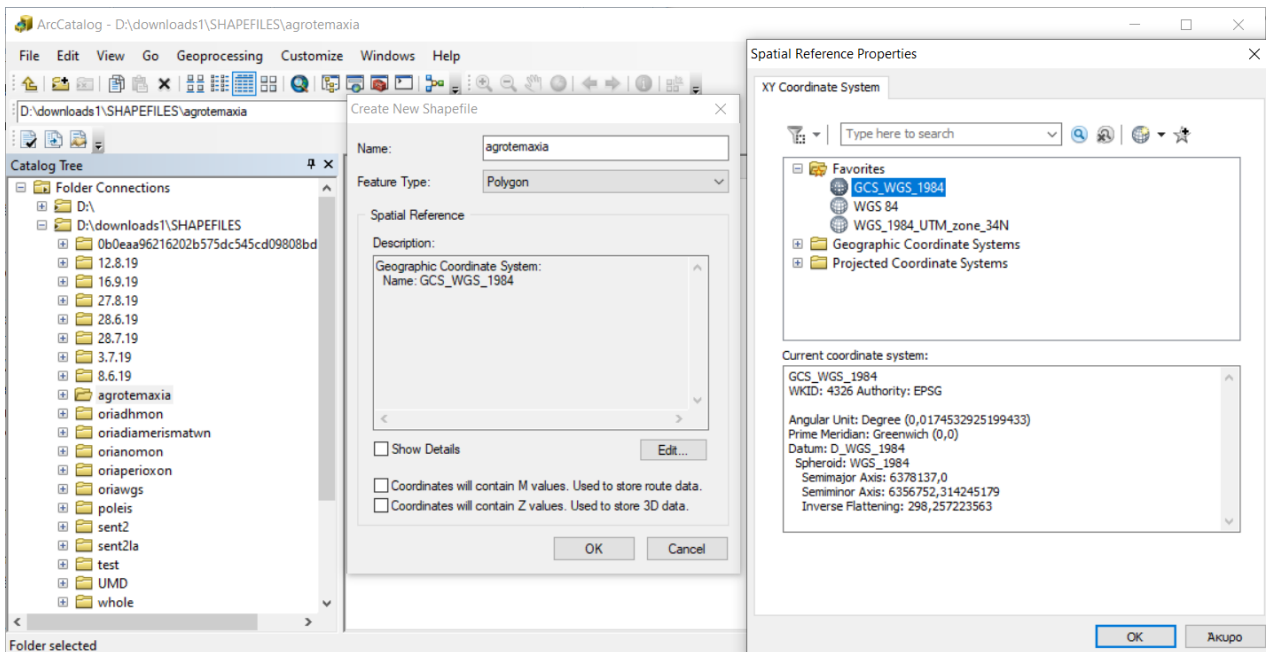 ArcCatalog - D:\downloads1\SHAPEFILES\agrotemaxia
File Edit View Go Geoprocessing Customize Windows Help
D:\downloads1\SHAPEFILES\agrotemaxia
Catalog Tree
Folder Connections
D:\
D:\downloads1\SHAPEFILES
0b0eaa96216202b575dc545cd09808bd
12.8.19
16.9.19
27.8.19
28.6.19
28.7.19
3.7.19
8.6.19
agrotemaxia
oriadhmon
oriadiamerismatwn
orianomon
oriaperioxon
oriawgs
poleis
sent2
sent2la
test
UMD
whole
Folder selected
Create New Shapefile
Name: agrotemaxia
Feature Type: Polygon
Spatial Reference
Description:
Geographic Coordinate System:
Name: GCS_WGS_1984
Show Details
Edit...
Coordinates will contain M values. Used to store route data.
Coordinates will contain Z values. Used to store 3D data.
OK Cancel
Spatial Reference Properties
XY Coordinate System
Type here to search
Favorites
GCS_WGS_1984
WGS 84
WGS_1984_UTM_zone_34N
Geographic Coordinate Systems
Projected Coordinate Systems
Current coordinate system:
GCS_WGS_1984
WKID: 4326 Authority: EPSG
Angular Unit: Degree (0,0174532925199433)
Prime Meridian: Greenwich (0,0)
Datum: D_WGS_1984
Spheroid: WGS_1984
Semimajor Axis: 6378137,0
Semiminor Axis: 6356752,314245179
Inverse Flattening: 298,257223563
OK Άκυρο